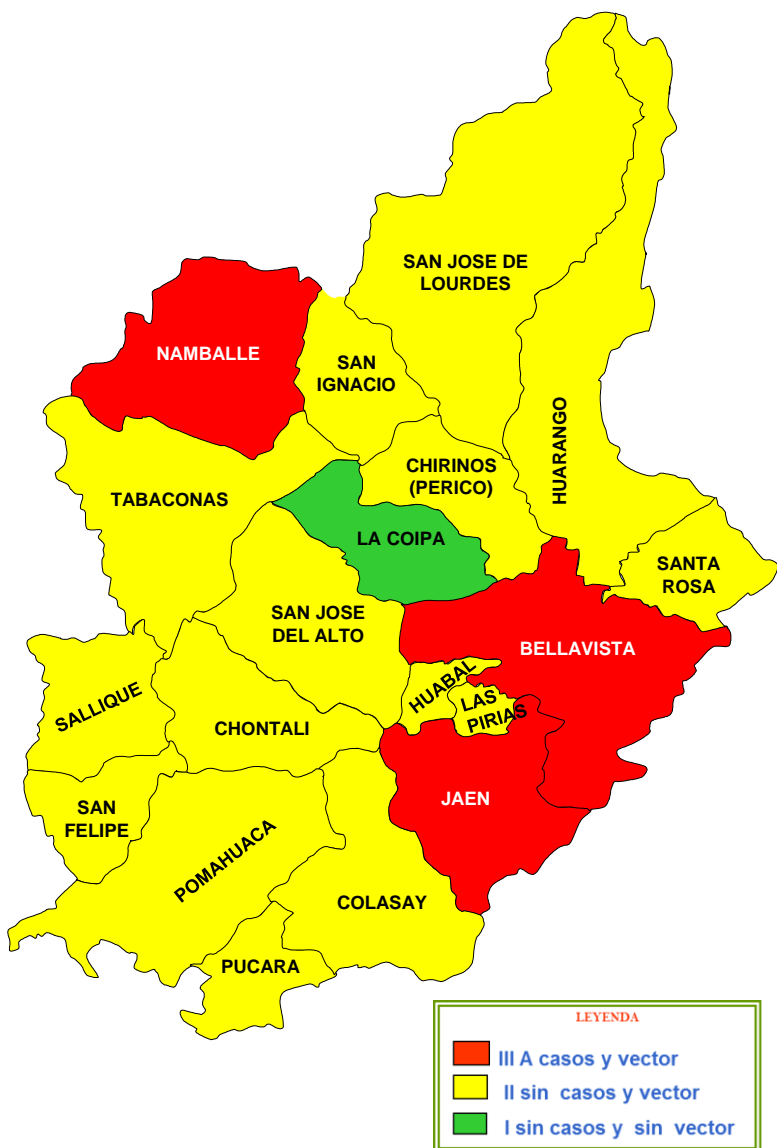 SAN JOSE DE
LOURDES
NAMBALLE
SAN
IGNACIO
HUARANGO
CHIRINOS
(PERICO)
TABACONAS
LA COIPA
SANTA
ROSA
SAN JOSE
DEL ALTO
BELLAVISTA
HUABAL
SALLIQUE
LAS
PIRIAS
CHONTALI
JAEN
SAN
FELIPE
POMAHUACA
COLASAY
PUCARA
LEYENDA
III A casos y vector
II sin casos y vector
I sin casos y sin vector